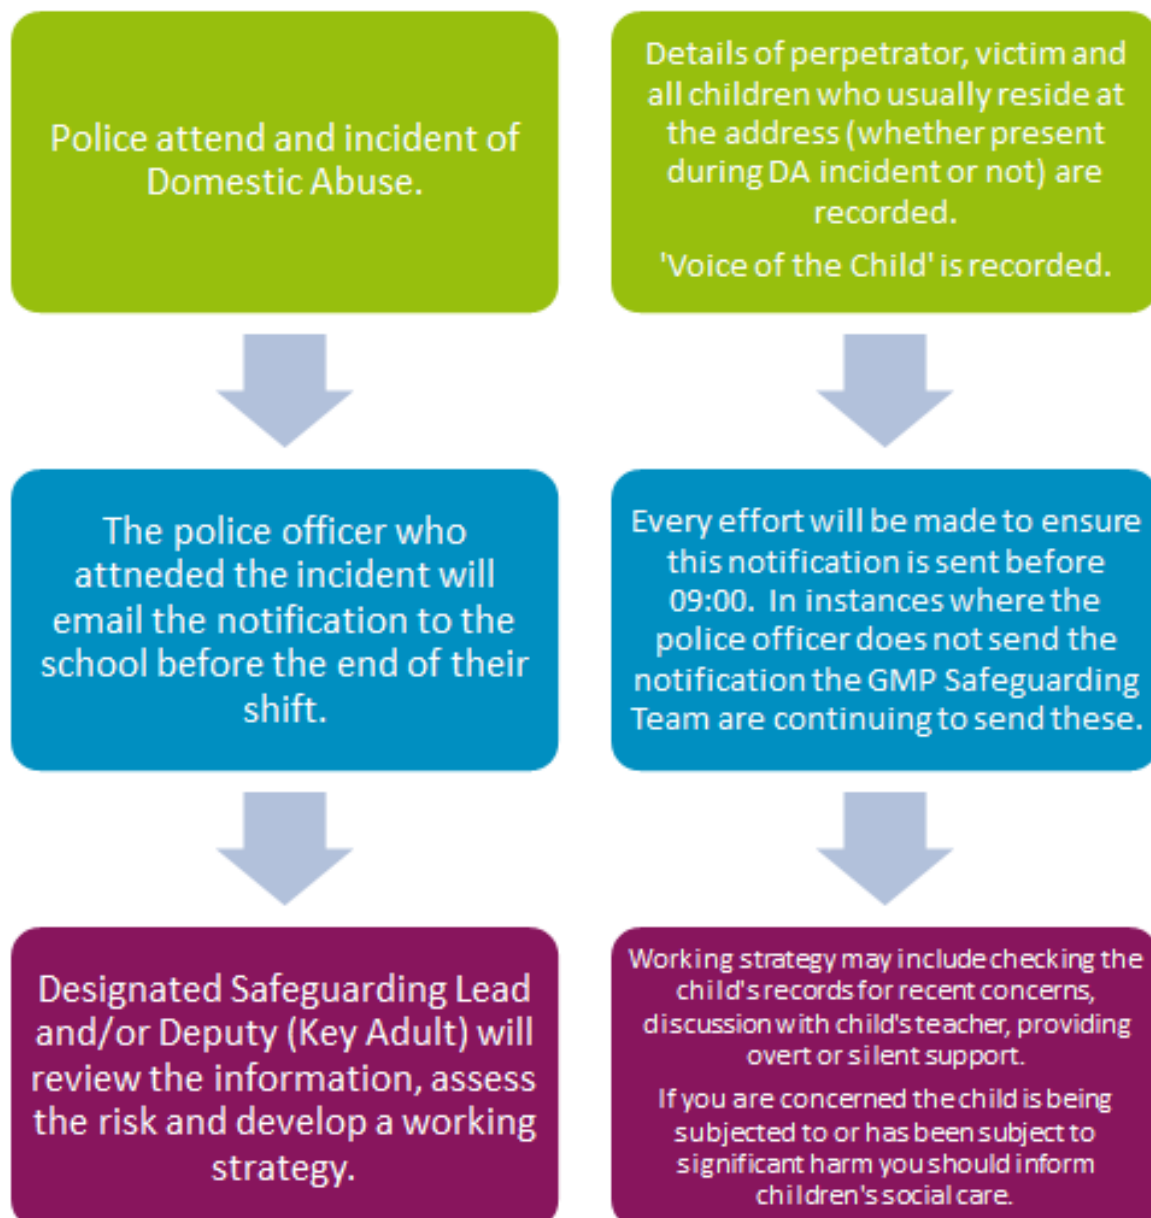 Police attend and incident of
Domestic Abuse.
Details of perpetrator, victim and
all children who usually reside at
the address (whether present
during DA incident or not) are
recorded.
'Voice of the Child' is recorded.
The police officer who
attneded the incident will
email the notification to the
school before the end of their
shift.
Every effort will be made to ensure
this notification is sent before
09:00. In instances where the
police officer does not send the
notification the GMP Safeguarding
Team are continuing to send these.
Designated Safeguarding Lead
and/or Deputy (Key Adult) will
review the information, assess
the risk and develop a working
strategy.
Working strategy may include checking the
child's records for recent concerns,
discussion with child's teacher, providing
overt or silent support.
If you are concerned the child is being
subjected to or has been subject to
significant harm you should inform
children's social care.